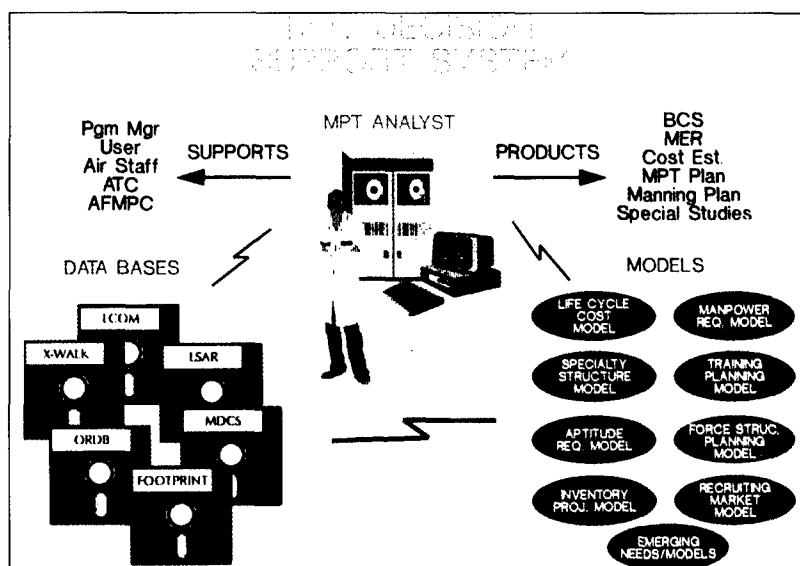 DECISION
SUPPORT SYSTEM
MPT ANALYST
Pgm Mgr
User
Air Staff
ATC
AFMPC
SUPPORTS
PRODUCTS
BCS
MER
Cost Est.
MPT Plan
Manning Plan
Special Studies
DATA BASES
LCOM
X-WALK
LSAR
MDCS
ORDB
FOOTPRINT
MODELS
LIFE CYCLE
COST
MODEL
MANPOWER
REQ. MODEL
SPECIALTY
STRUCTURE
MODEL
TRAINING
PLANNING
MODEL
APTITUDE
REQ. MODEL
FORCE STRUC.
PLANNING
MODEL
INVENTORY
PROJ. MODEL
RECRUITING
MARKET
MODEL
EMERGING
NEEDS/MODELS